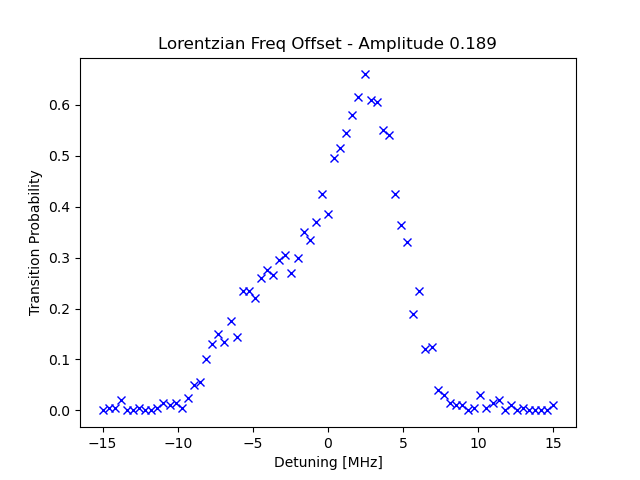 Lorentzian Freq Offset - Amplitude 0.189
Transition Probability
0.6
0.5
0.4
0.3
0.2
0.1
0.0
−15 −10 −5 0 5 10 15
Detuning [MHz]